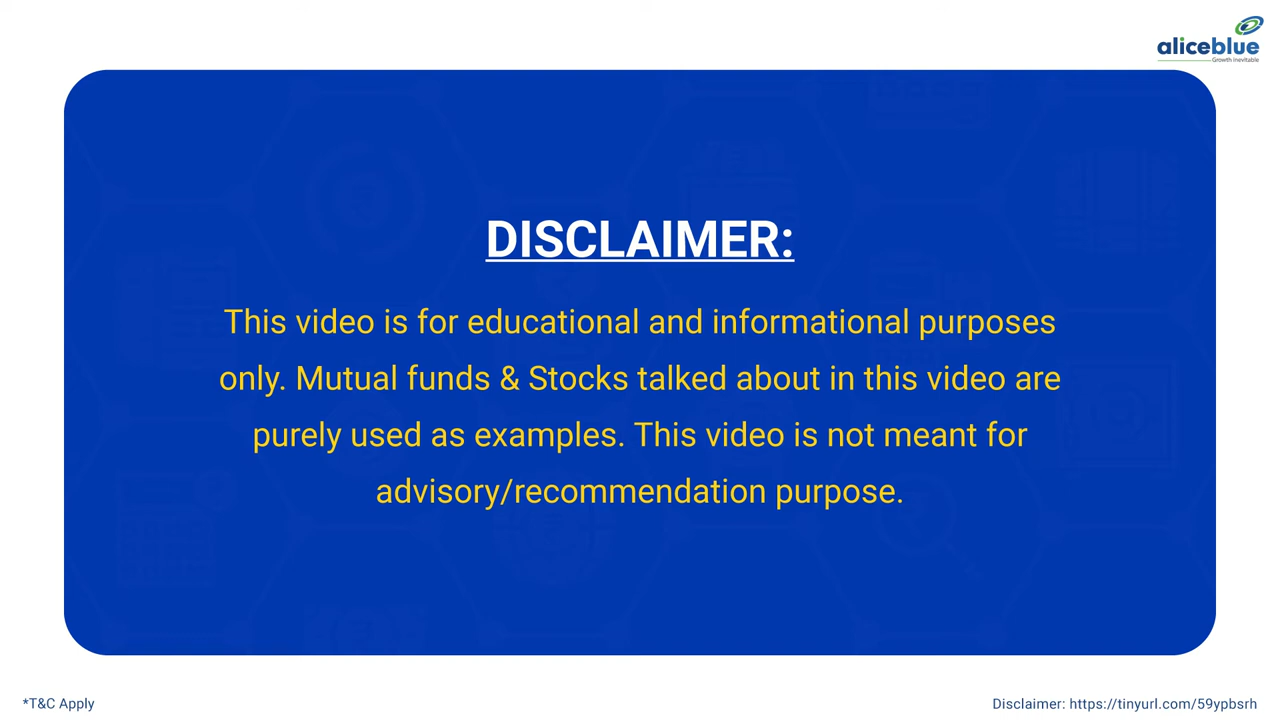 aliceblue
Growth Inevitable
DISCLAIMER:
This video is for educational and informational purposes
only. Mutual funds & Stocks talked about in this video are
purely used as examples. This video is not meant for
advisory/recommendation purpose.
*T&C Apply
Disclaimer: https://tinyurl.com/59ypbsrh